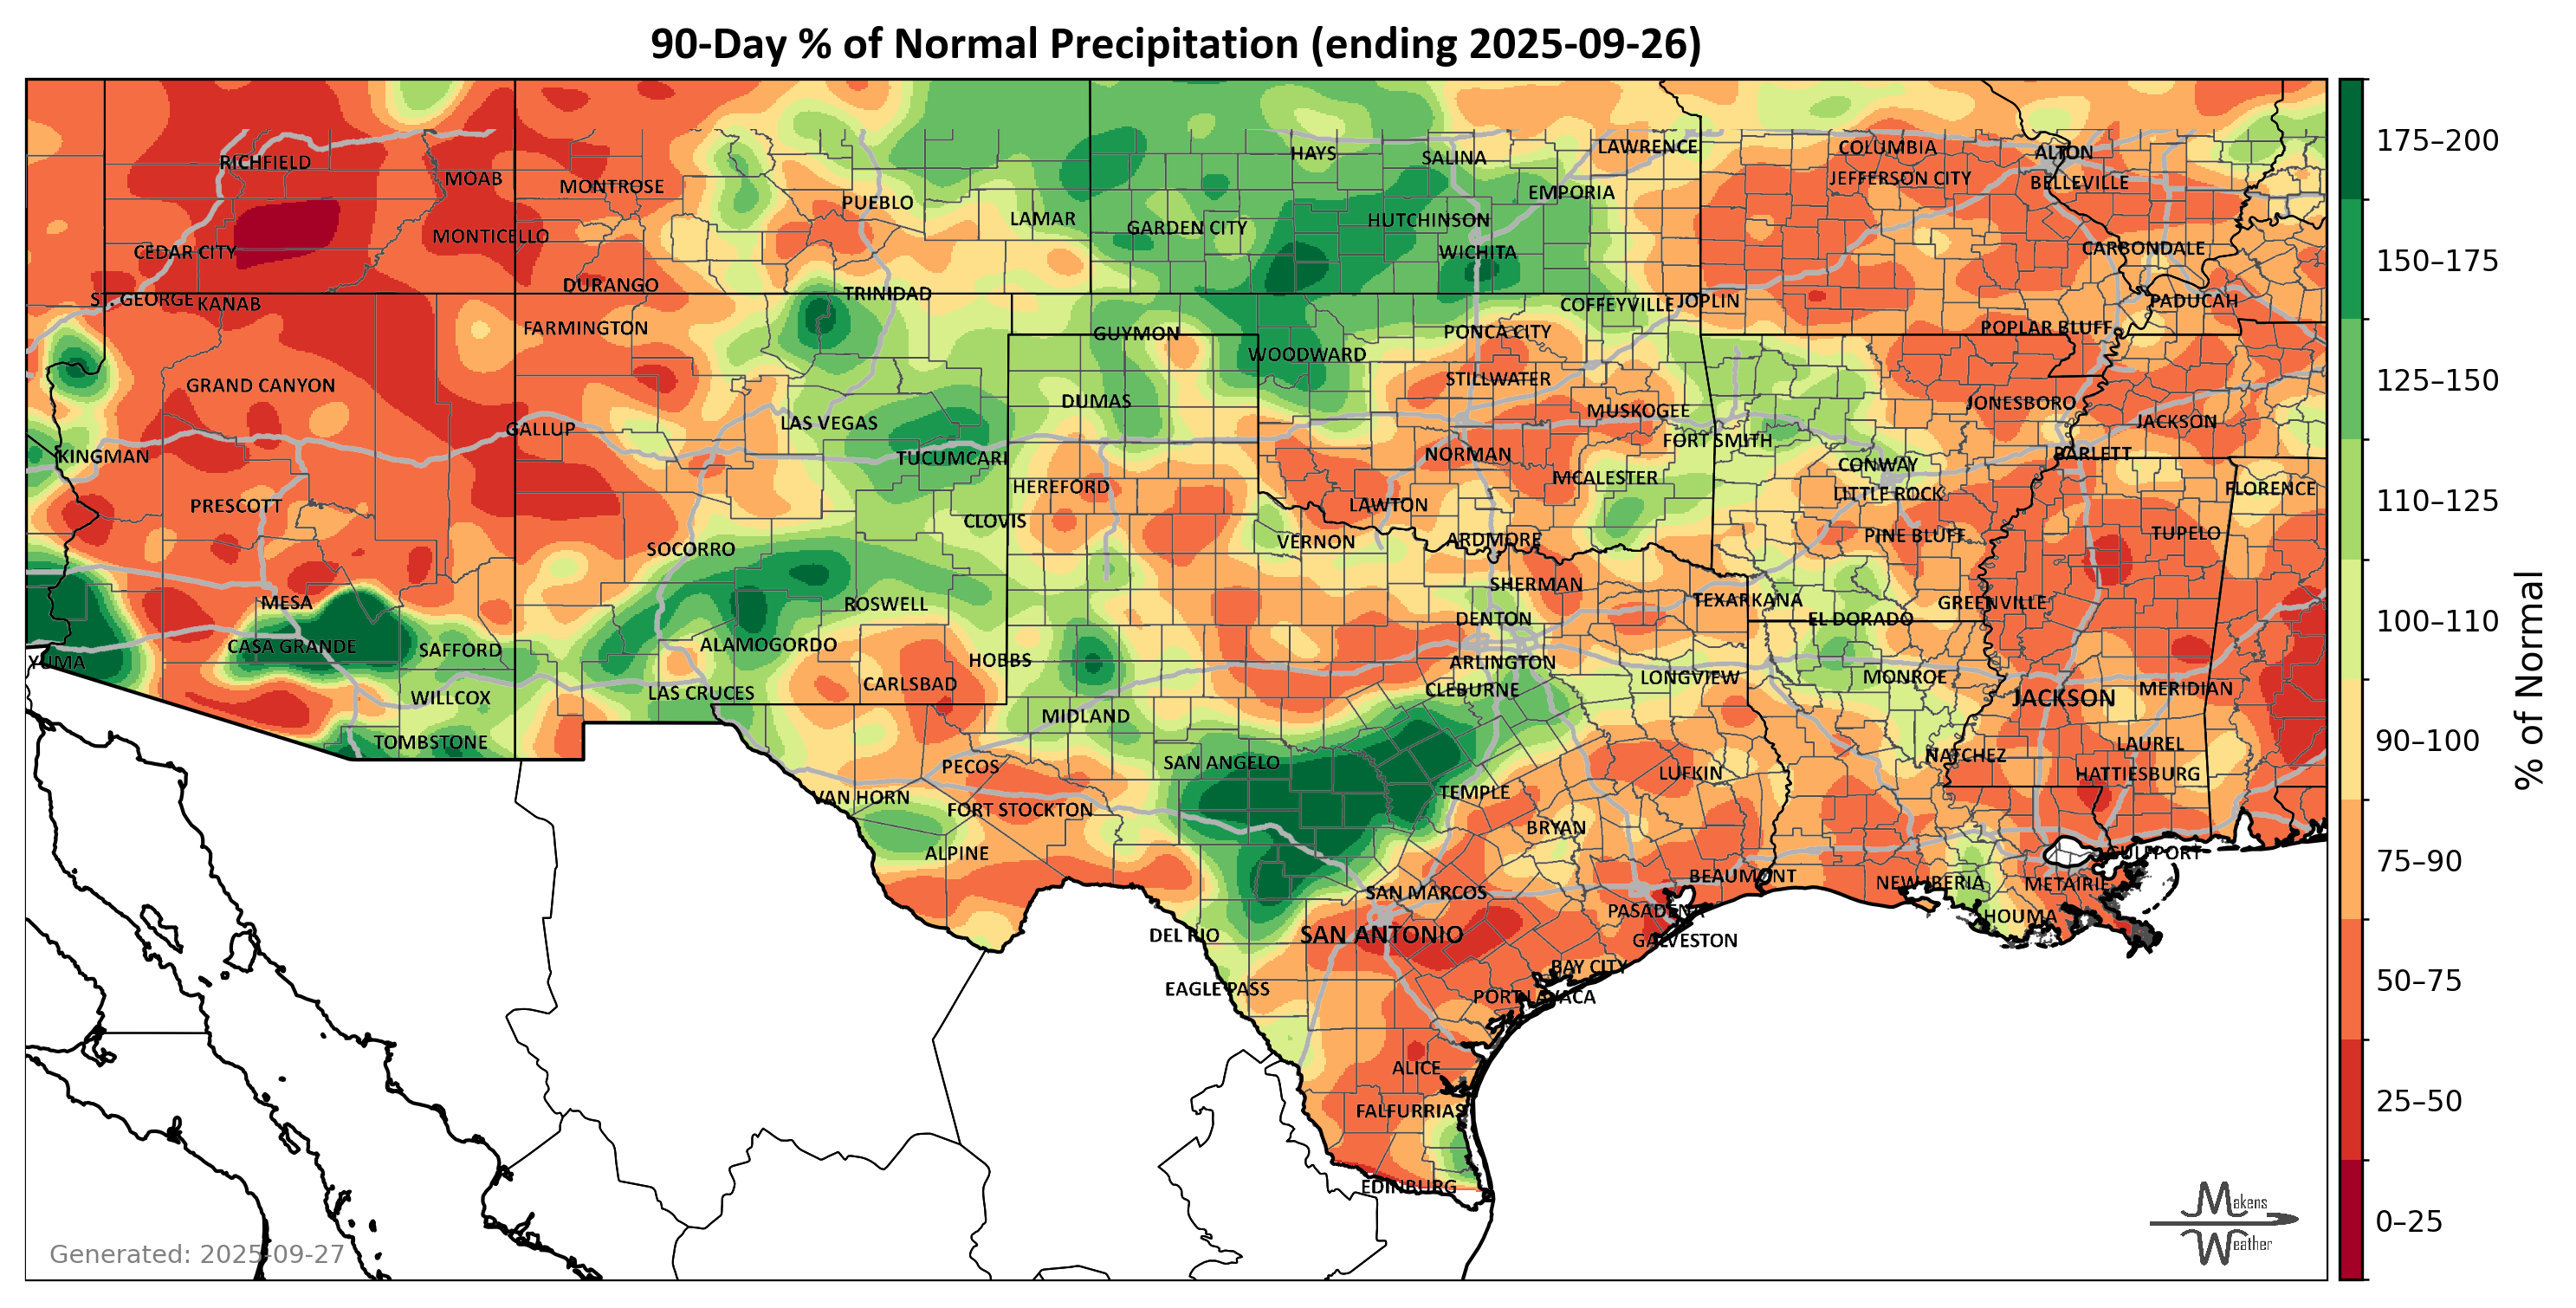 90-Day % of Normal Precipitation (ending 2025-09-26)
RICHFIELD
MOAB
MONTROSE
PUEBLO
LAMAR
HAYS
SALINA
LAWRENCE
COLUMBIA
ALTON
JEFFERSON CITY
BELLEVILLE
EMPORIA
HUTCHINSON
GARDEN CITY
MONTICELLO
CEDAR CITY
WICHITA
CARBONDALE
DURANGO
TRINIDAD
ST. GEORGE
KANAB
COFFEYVILLE
JOPLIN
PADUCAH
FARMINGTON
GUYMON
PONCA CITY
POPLAR BLUFF
WOODWARD
GRAND CANYON
STILLWATER
DUMAS
MUSKOGEE
JONESBORO
JACKSON
LAS VEGAS
GALLUP
FORT SMITH
KINGMAN
TUCUMCARI
NORMAN
BARLETT
CONWAY
MCALESTER
HEREFORD
LITTLE ROCK
FLORENCE
PRESCOTT
LAWTON
CLOVIS
PINE BLUFF
TUPELO
VERNON
ARDMORE
SOCORRO
SHERMAN
MESA
ROSWELL
TEXARKANA
GREENVILLE
DENTON
EL DORADO
CASA GRANDE
SAFFORD
ALAMOGORDO
YUMA
HOBBS
ARLINGTON
LONGVIEW
MONROE
CARLSBAD
CLEBURNE
WILLCOX
LAS CRUCES
JACKSON
MERIDIAN
MIDLAND
TOMBSTONE
LAUREL
NATCHEZ
PECOS
SAN ANGELO
LUFKIN
HATTIESBURG
VAN HORN
FORT STOCKTON
TEMPLE
BRYAN
ALPINE
GULFPORT
BEAUMONT
NEW IBERIA
METAIRIE
SAN MARCOS
PASADENA
HOUMA
DEL RIO
SAN ANTONIO
GALVESTON
BAY CITY
EAGLE PASS
PORT LAVACA
ALICE
FALFURRIAS
EDINBURG
175–200
150–175
125–150
110–125
100–110
90–100
75–90
50–75
25–50
0–25
% of Normal
Generated: 2025-09-27
Makens
Weather